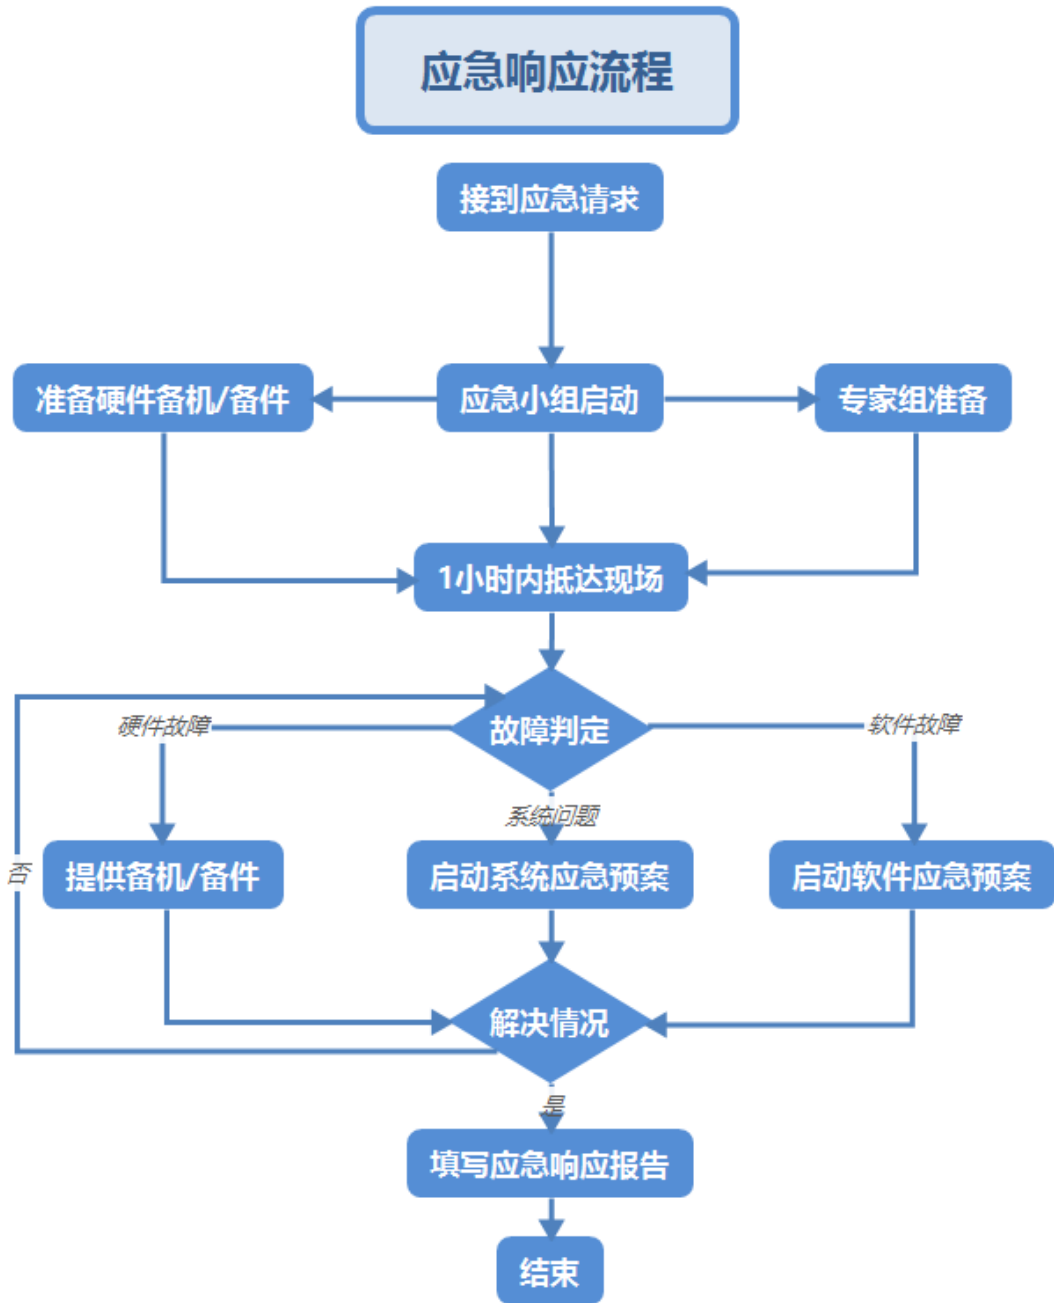 应急响应流程
接到应急请求
准备硬件备机/备件
应急小组启动
专家组准备
1小时内抵达现场
故障判定
硬件故障
软件故障
系统问题
否
提供备机/备件
启动系统应急预案
启动软件应急预案
解决情况
是
填写应急响应报告
结束